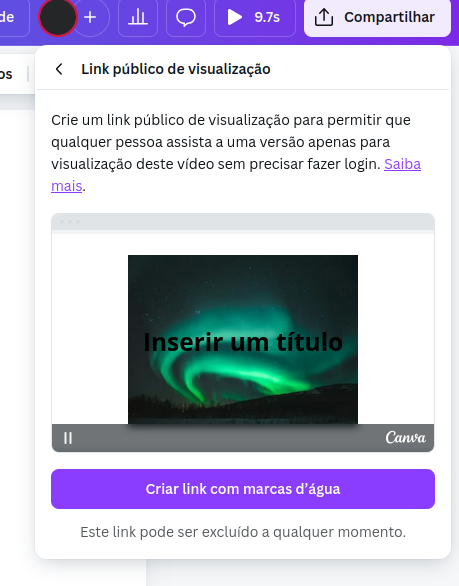 de
+
9.7s
Compartilhar
os
Link público de visualização
Crie um link público de visualização para permitir que
qualquer pessoa assista a uma versão apenas para
visualização deste vídeo sem precisar fazer login. Saiba
mais.
Inserir um título
Canva
Criar link com marcas d’água
Este link pode ser excluído a qualquer momento.